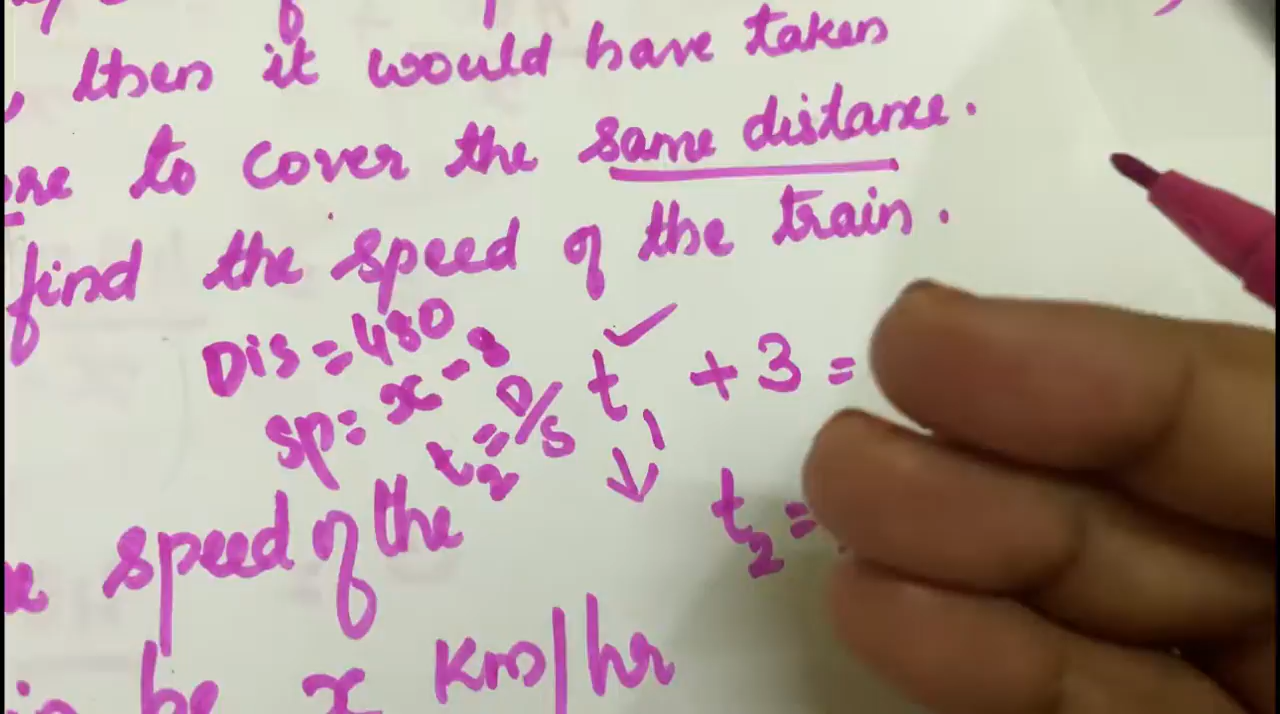 , then it would have taken
to cover the same distance.
find the speed of the train.
Dis = 480
sp = x - 8
t₂ = D/S
t₁ + 3 =
t₂ =
speed of the
be x Km/hr